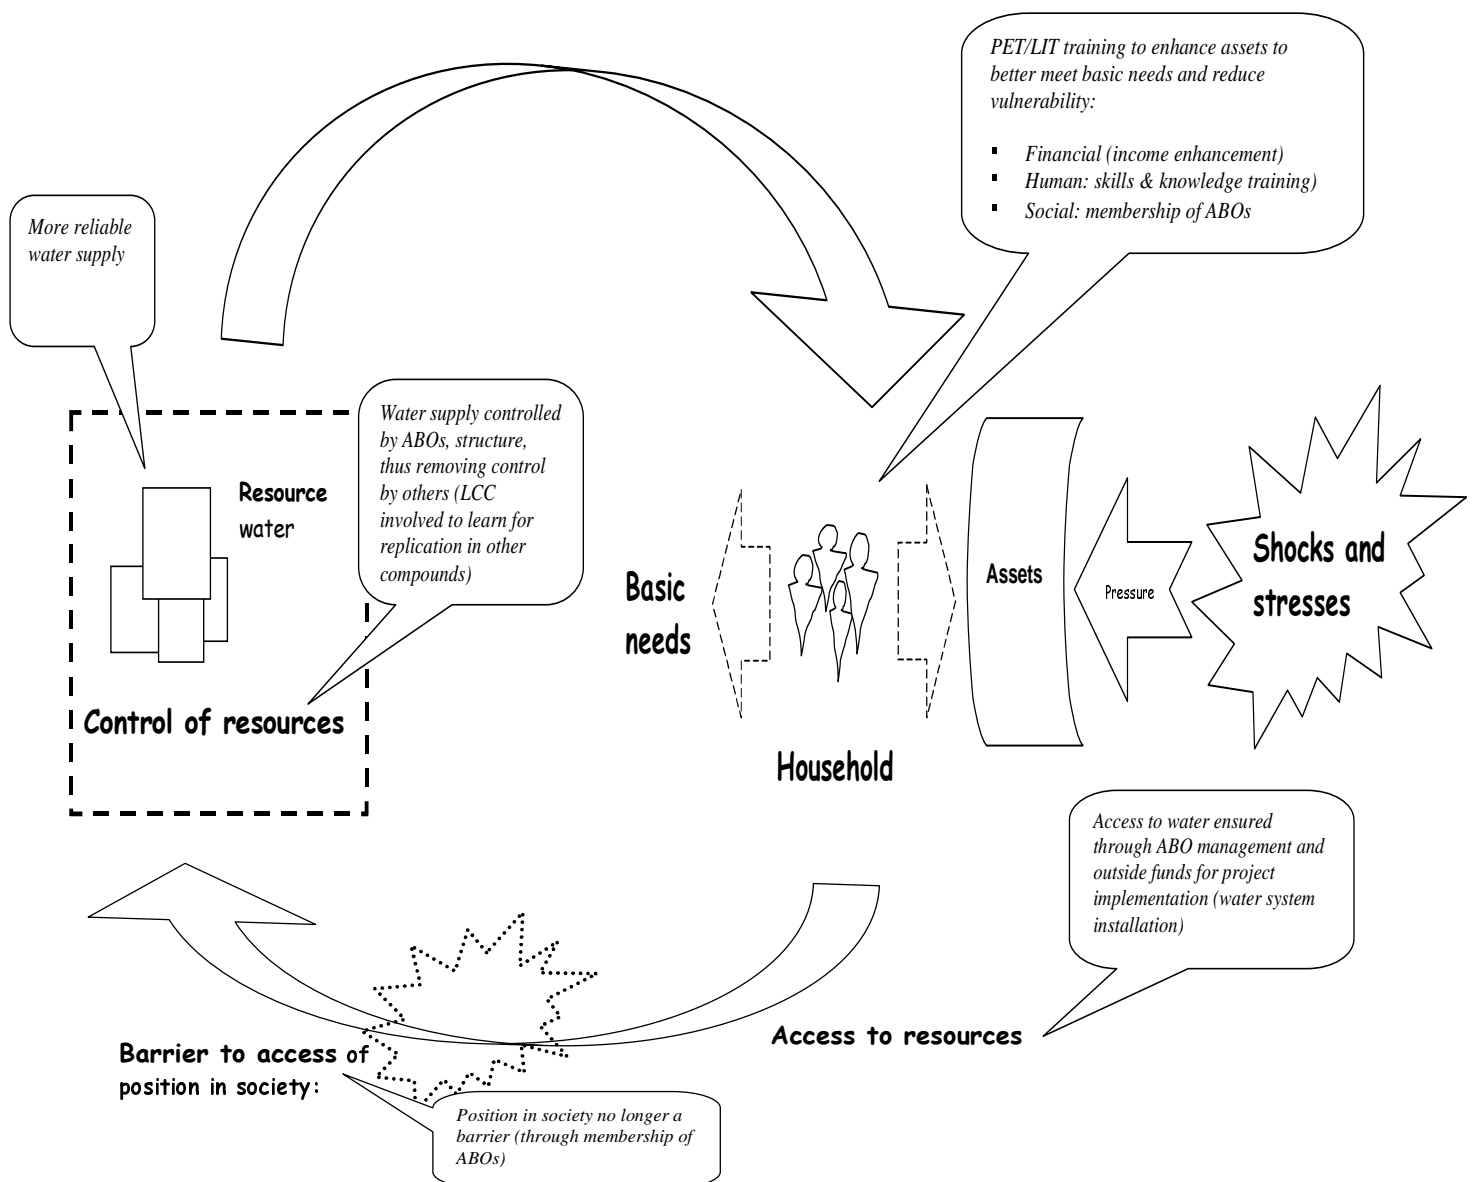 PET/LIT training to enhance assets to
better meet basic needs and reduce
vulnerability:
▪ Financial (income enhancement)
▪ Human: skills & knowledge training)
▪ Social: membership of ABOs
More reliable
water supply
Water supply controlled
by ABOs, structure,
thus removing control
by others (LCC
involved to learn for
replication in other
compounds)
Resource
water
Control of resources
Basic
needs
Household
Assets
Pressure
Shocks and
stresses
Access to water ensured
through ABO management and
outside funds for project
implementation (water system
installation)
Access to resources
Barrier to access of
position in society:
Position in society no longer a
barrier (through membership of
ABOs)